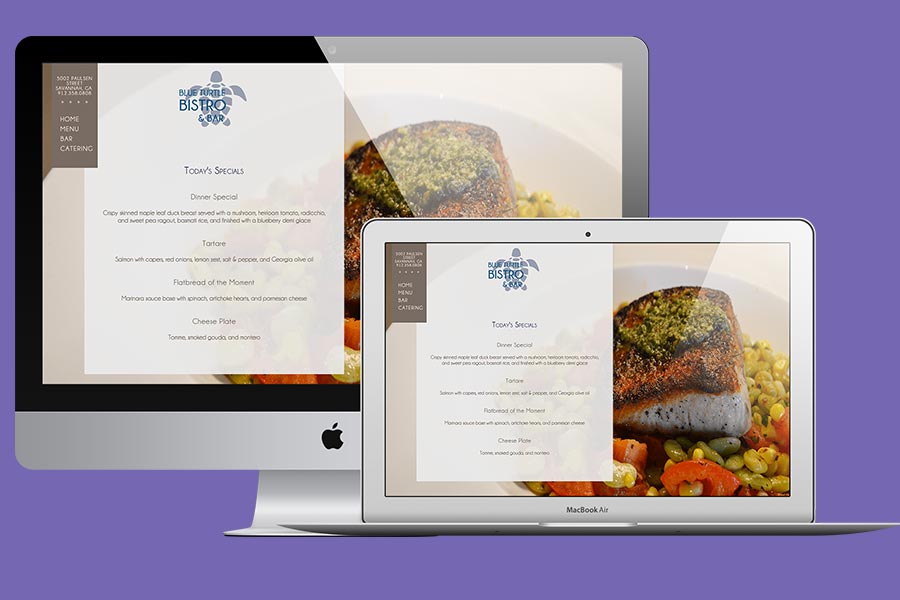 5002 PAULSEN
STREET
SAVANNAH, GA
912.358.0808
HOME
MENU
BAR
CATERING
BLUE TURTLE
BISTRO
& BAR
Today's Specials
Dinner Special
Crispy skinned maple leaf duck breast served with a mushroom, heirloom tomato, radicchio,
and sweet pea ragout, basmati rice, and finished with a blueberry demi glace
Tartare
Salmon with capers, red onions, lemon zest, salt & pepper, and Georgia olive oil
Flatbread of the Moment
Marinara sauce base with spinach, artichoke hearts, and parmesan cheese
Cheese Plate
Tomme, smoked gouda, and montero
5002 PAULSEN
STREET
SAVANNAH, GA
912.358.0808
HOME
MENU
BAR
CATERING
BLUE TURTLE
BISTRO
& BAR
Today's Specials
Dinner Special
Crispy skinned maple leaf duck breast served with a mushroom, heirloom tomato, radicchio,
and sweet pea ragout, basmati rice, and finished with a blueberry demi glace
Tartare
Salmon with capers, red onions, lemon zest, salt & pepper, and Georgia olive oil
Flatbread of the Moment
Marinara sauce base with spinach, artichoke hearts, and parmesan cheese
Cheese Plate
Tomme, smoked gouda, and montero
MacBook Air